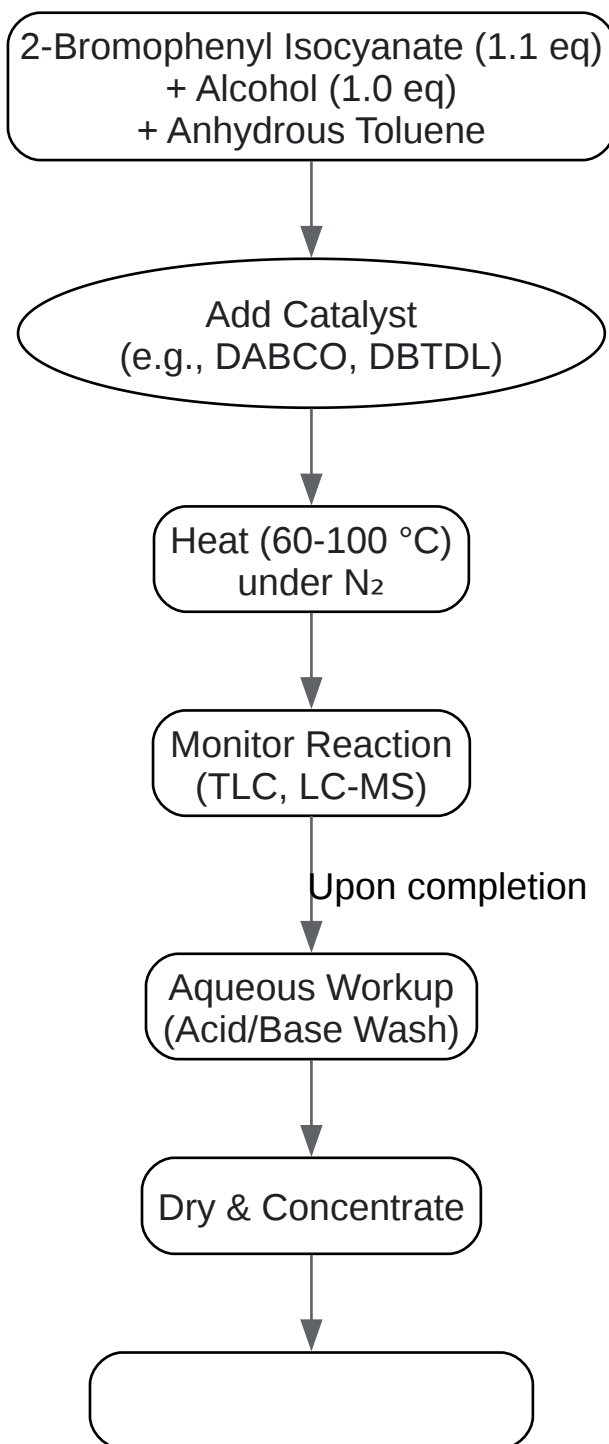 2-Bromophenyl Isocyanate (1.1 eq)
+ Alcohol (1.0 eq)
+ Anhydrous Toluene
Add Catalyst
(e.g., DABCO, DBTDL)
Heat (60-100 °C)
under N₂
Monitor Reaction
(TLC, LC-MS)
Upon completion
Aqueous Workup
(Acid/Base Wash)
Dry & Concentrate